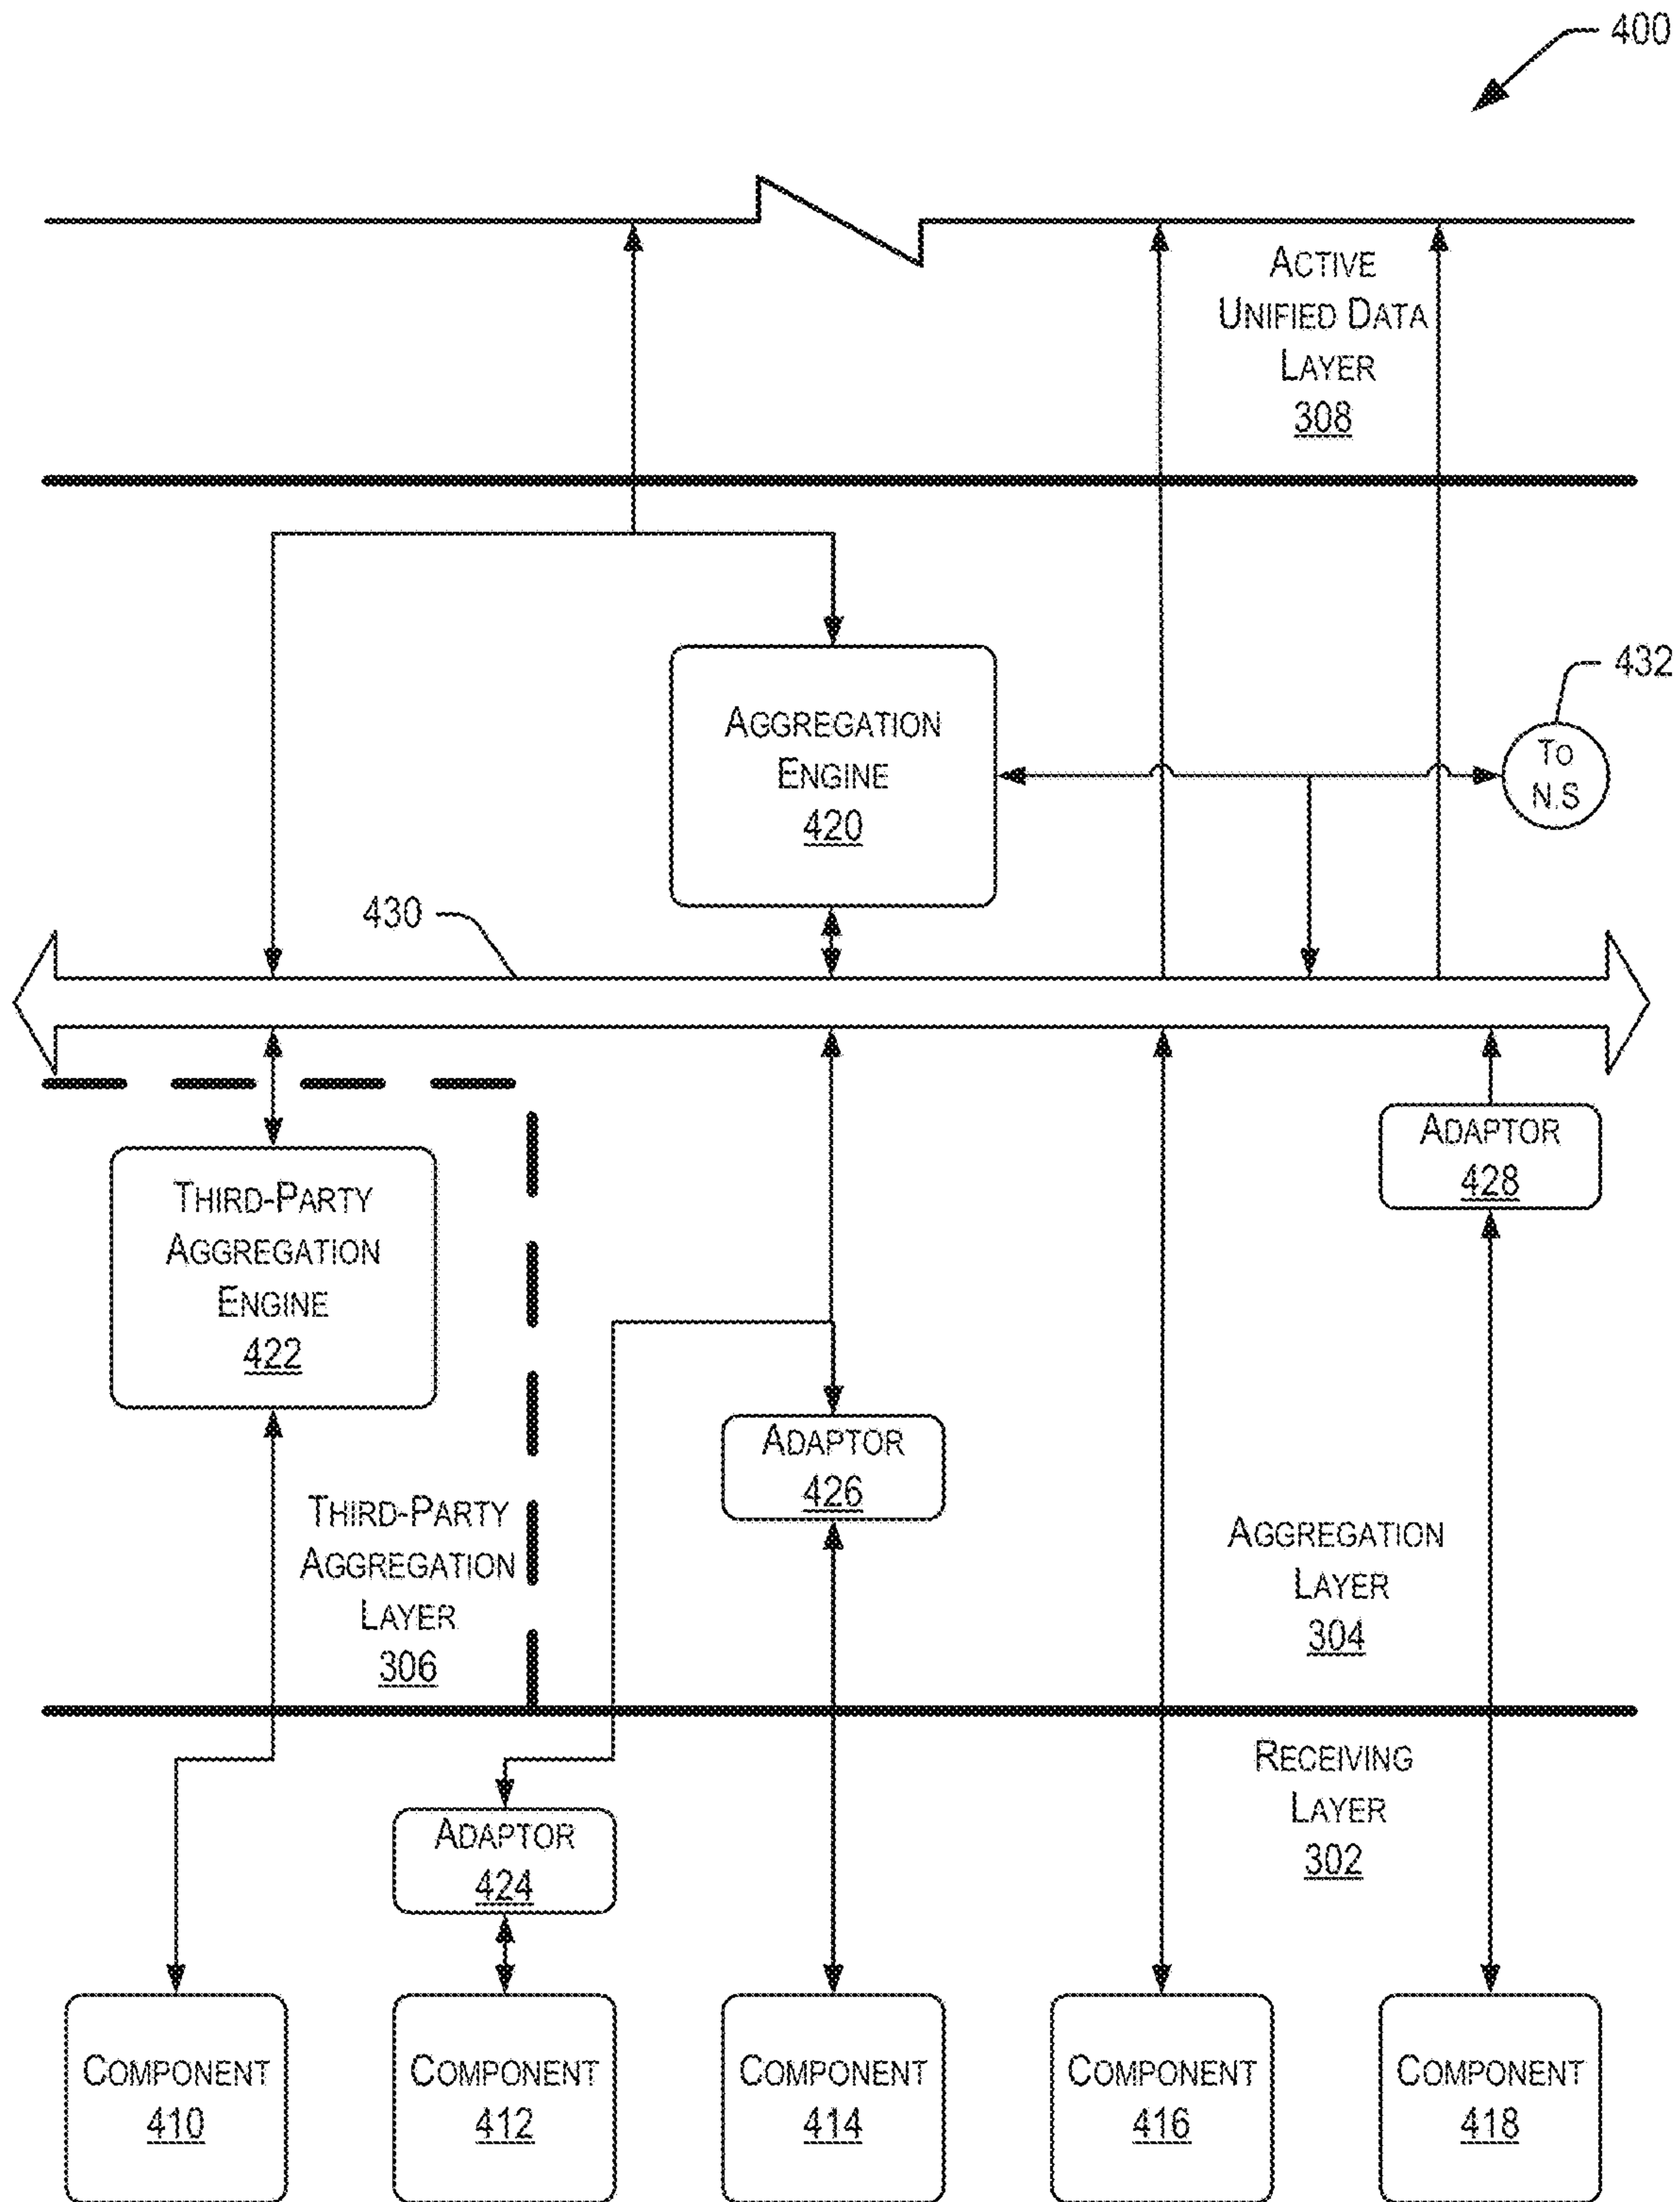 400
ACTIVE
UNIFIED DATA
LAYER
308
432
AGGREGATION
ENGINE
420
TO
N.S
430
ADAPTOR
428
THIRD-PARTY
AGGREGATION
ENGINE
422
ADAPTOR
426
THIRD-PARTY
AGGREGATION
LAYER
306
AGGREGATION
LAYER
304
RECEIVING
LAYER
302
ADAPTOR
424
COMPONENT
410
COMPONENT
412
COMPONENT
414
COMPONENT
416
COMPONENT
418